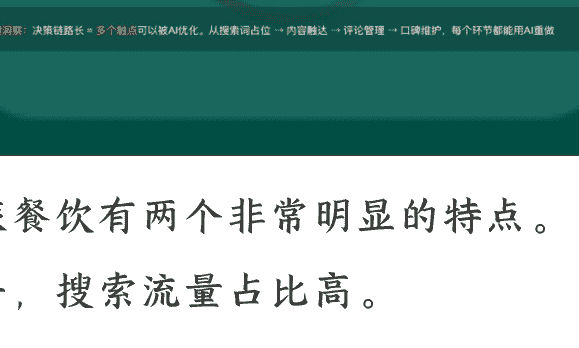 洞察：决策链路长 = 多个触点可以被AI优化。从搜索词占位 → 内容触达 → 评论管理 → 口碑维护，每个环节都能用AI重做
餐饮有两个非常明显的特点。
，搜索流量占比高。